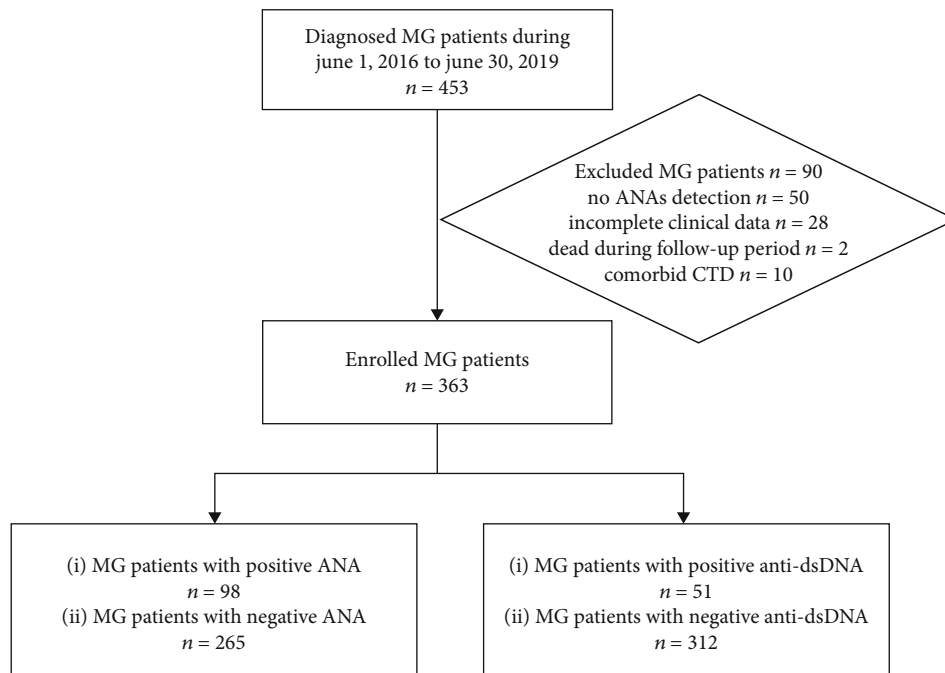 Diagnosed MG patients during
june 1, 2016 to june 30, 2019
n = 453
Excluded MG patients n = 90
no ANAs detection n = 50
incomplete clinical data n = 28
dead during follow-up period n = 2
comorbid CTD n = 10
Enrolled MG patients
n = 363
(i) MG patients with positive ANA
n = 98
(ii) MG patients with negative ANA
n = 265
(i) MG patients with positive anti-dsDNA
n = 51
(ii) MG patients with negative anti-dsDNA
n = 312